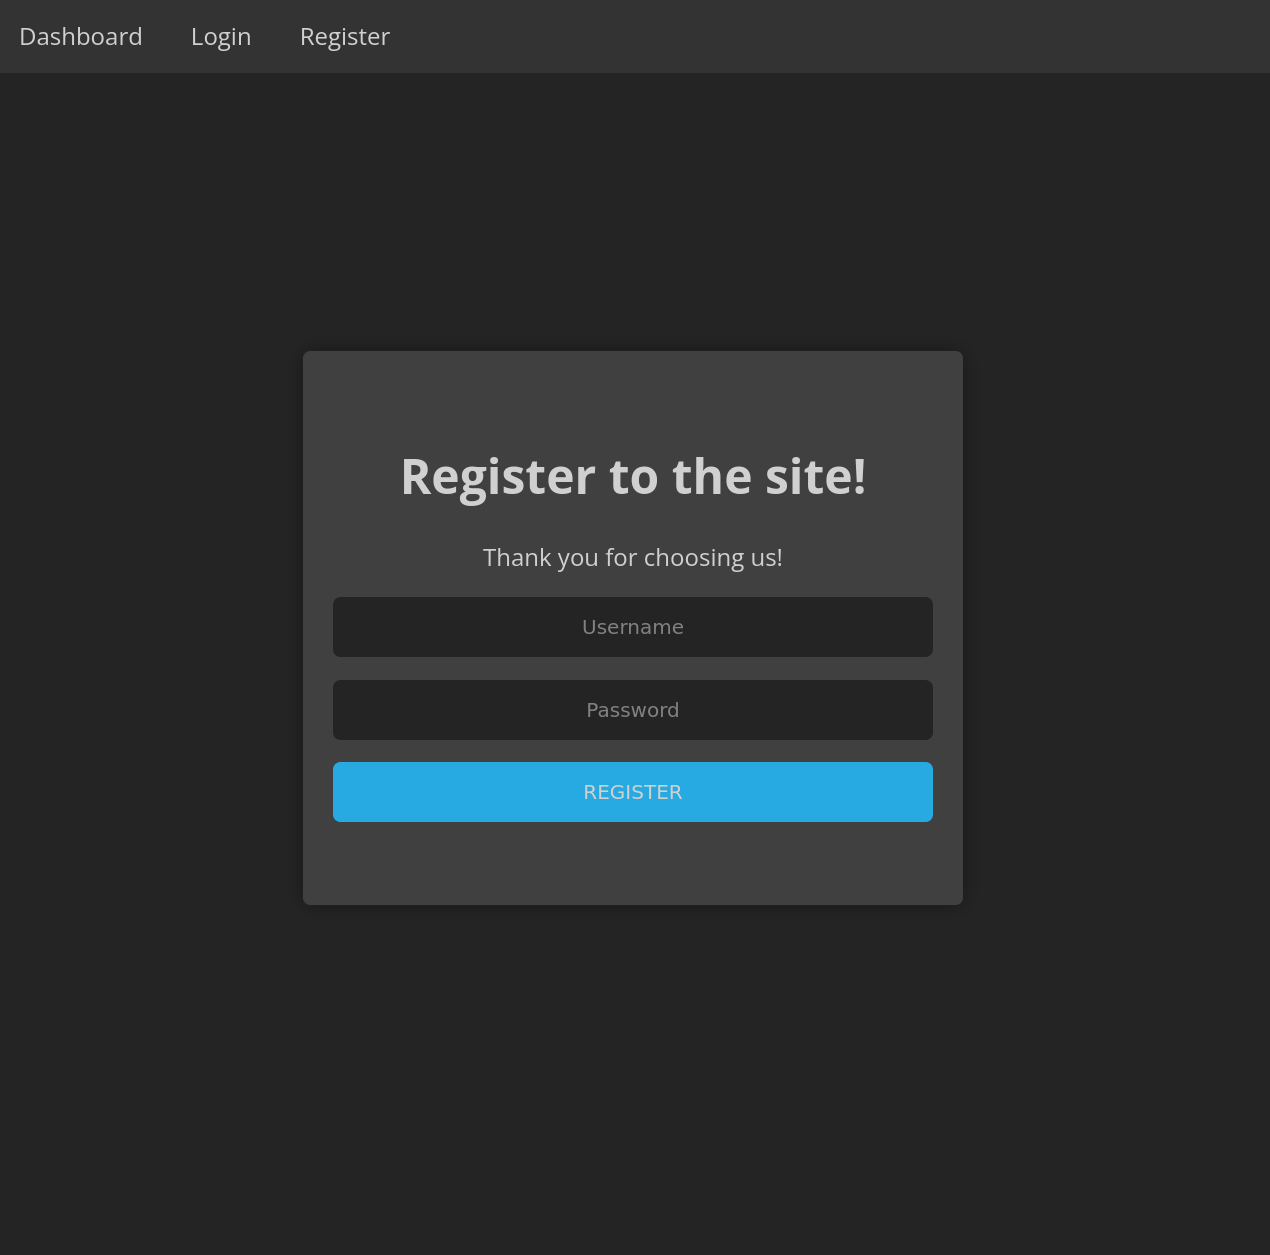 Dashboard Login Register
Register to the site!
Thank you for choosing us!
Username
Password
REGISTER